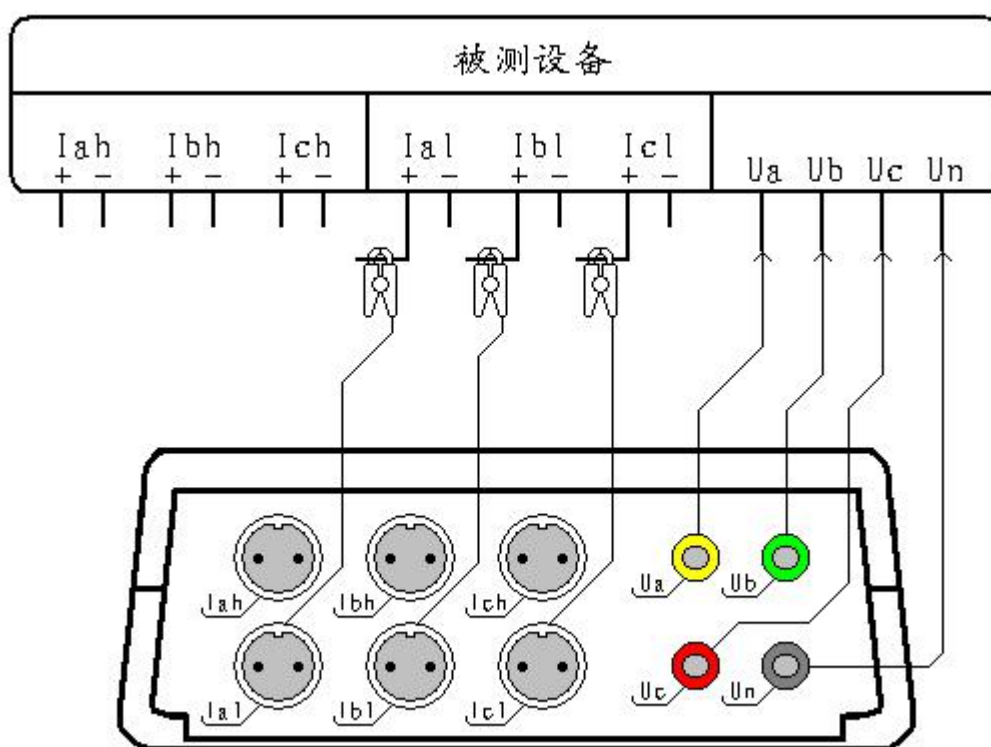 被测设备
Iah Ibh Ich Ial Ibl Icl
+ - + - + - + - + - + -
Ua Ub Uc Un
Iah Ibh Ich Ua Ub
Ial Ibl Icl Uc Un